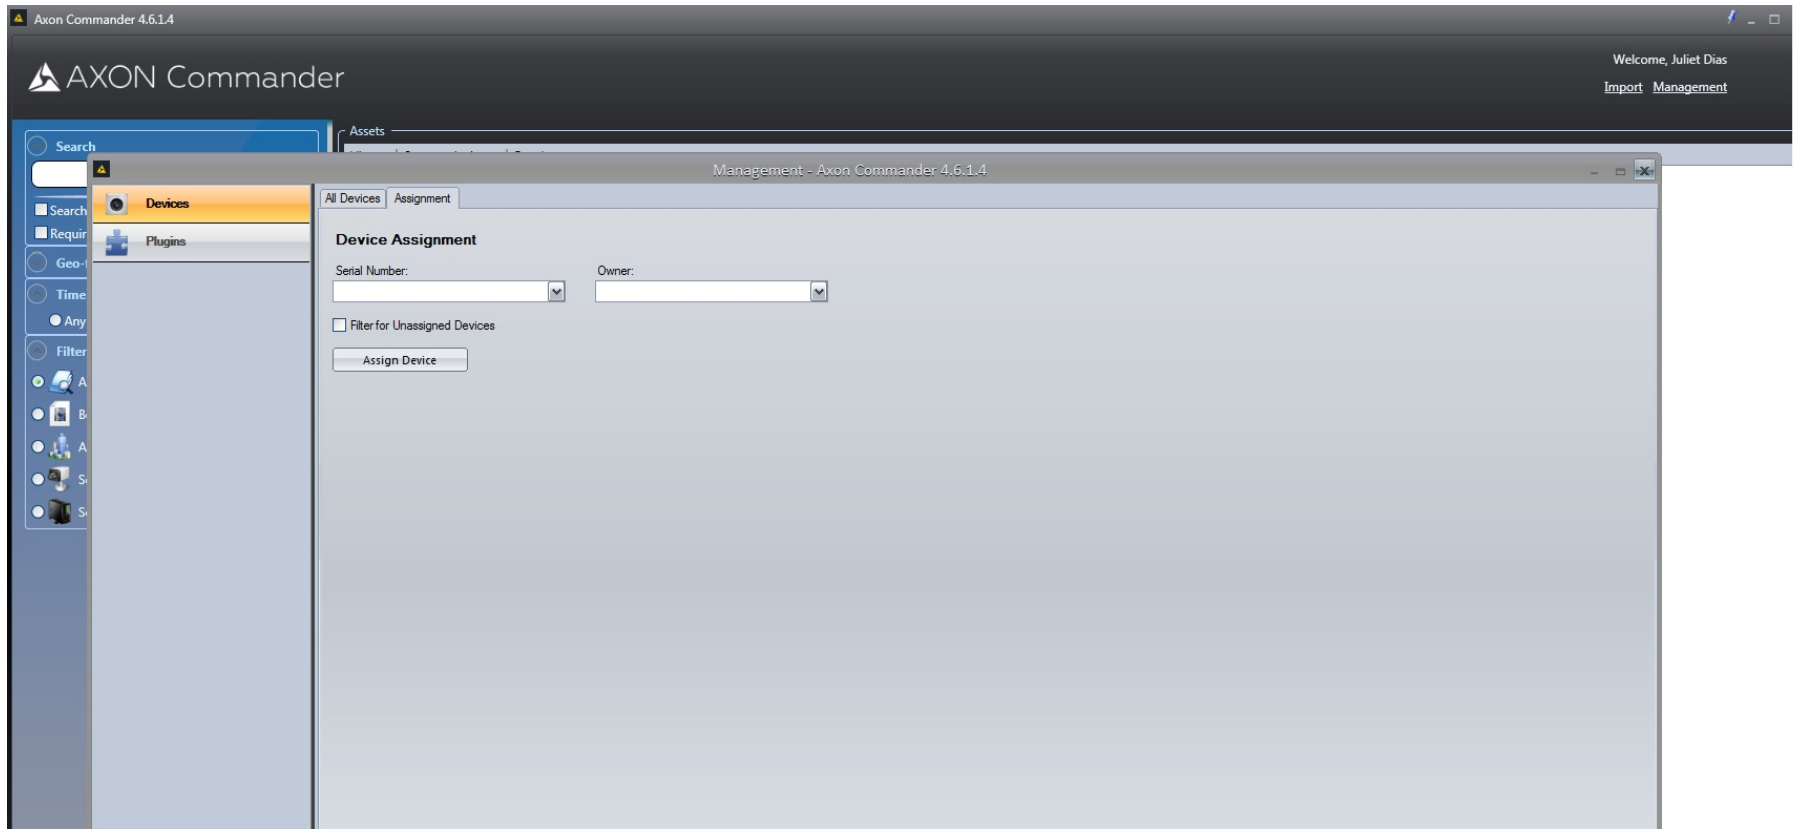 Axon Commander 4.6.1.4
AXON Commander
Welcome, Juliet Dias
Import Management
Search
Assets
Management - Axon Commander 4.6.1.4
Devices
Plugins
All Devices Assignment
Device Assignment
Serial Number: Owner:
Filter for Unassigned Devices
Assign Device
Search
Requir
Geo-
Time
Any
Filter
A
B
A
S
S